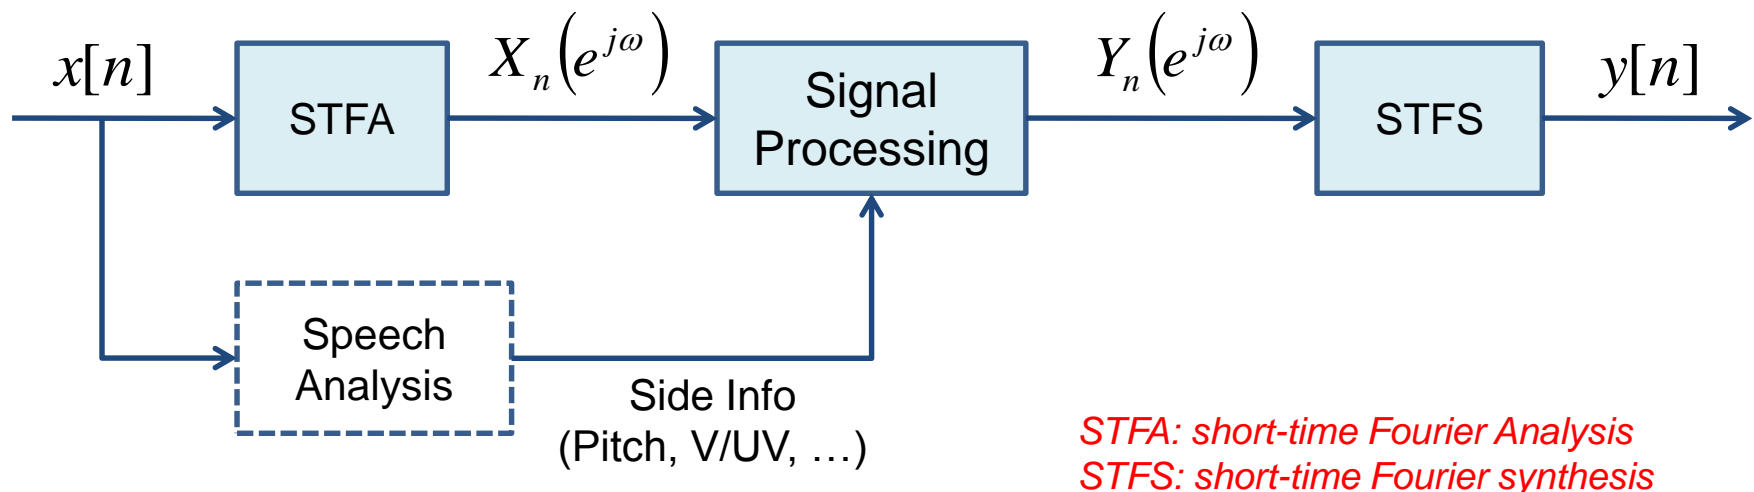 x[n]
STFA
X_n(e^{jω})
Signal
Processing
Y_n(e^{jω})
STFS
y[n]
Speech
Analysis
Side Info
(Pitch, V/UV, …)
STFA: short-time Fourier Analysis
STFS: short-time Fourier synthesis